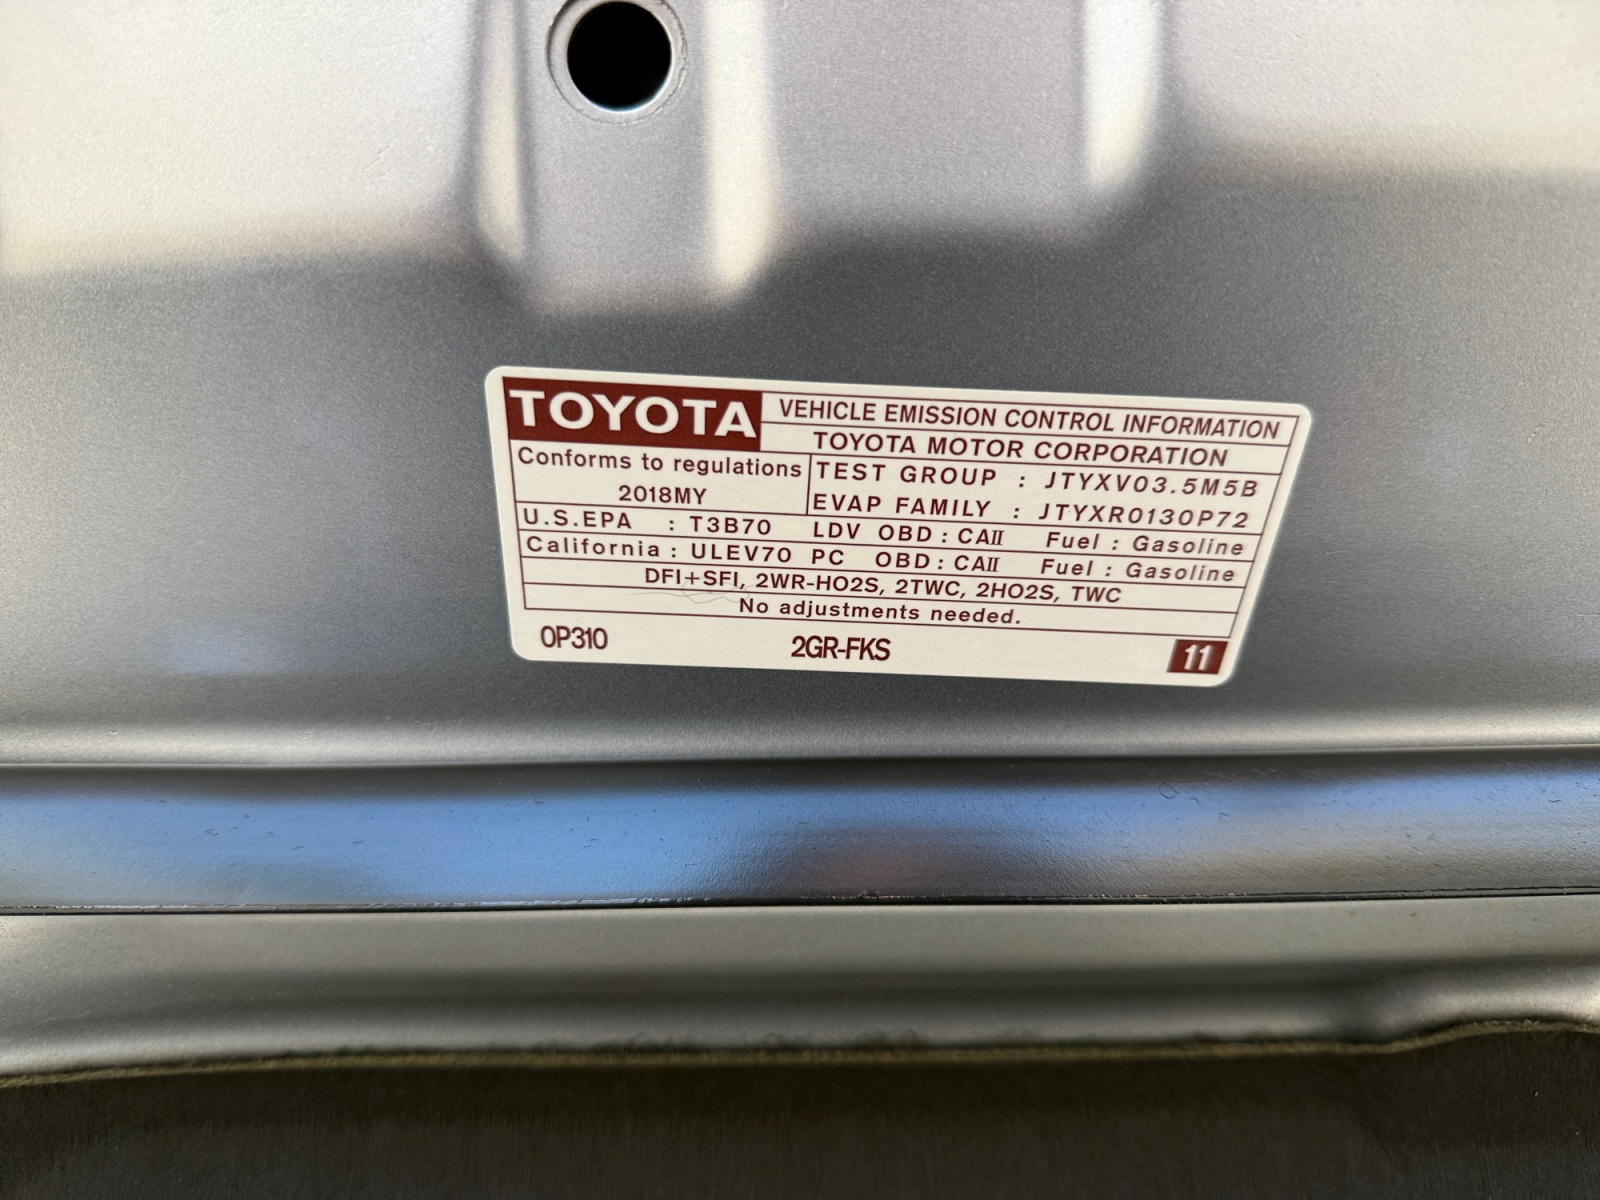 TOYOTA VEHICLE EMISSION CONTROL INFORMATION
TOYOTA MOTOR CORPORATION
Conforms to regulations
2018MY
TEST GROUP : JTYXV03.5M5B
EVAP FAMILY : JTYXR0130P72
U.S.EPA : T3B70 LDV OBD : CAII Fuel : Gasoline
California : ULEV70 PC OBD : CAII Fuel : Gasoline
DFI+SFI, 2WR-HO2S, 2TWC, 2HO2S, TWC
No adjustments needed.
0P310 2GR-FKS 11